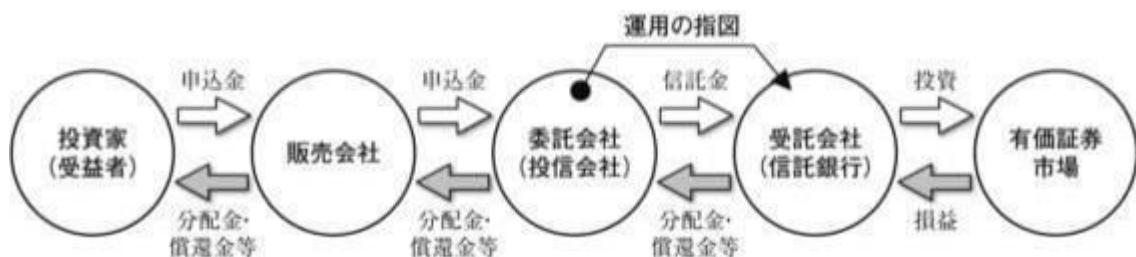 運用の指図
申込金
申込金
信託金
投資
投資家
(受益者)
販売会社
委託会社
(投信会社)
受託会社
(信託銀行)
有価証券
市場
分配金・
償還金等
分配金・
償還金等
分配金・
償還金等
損益